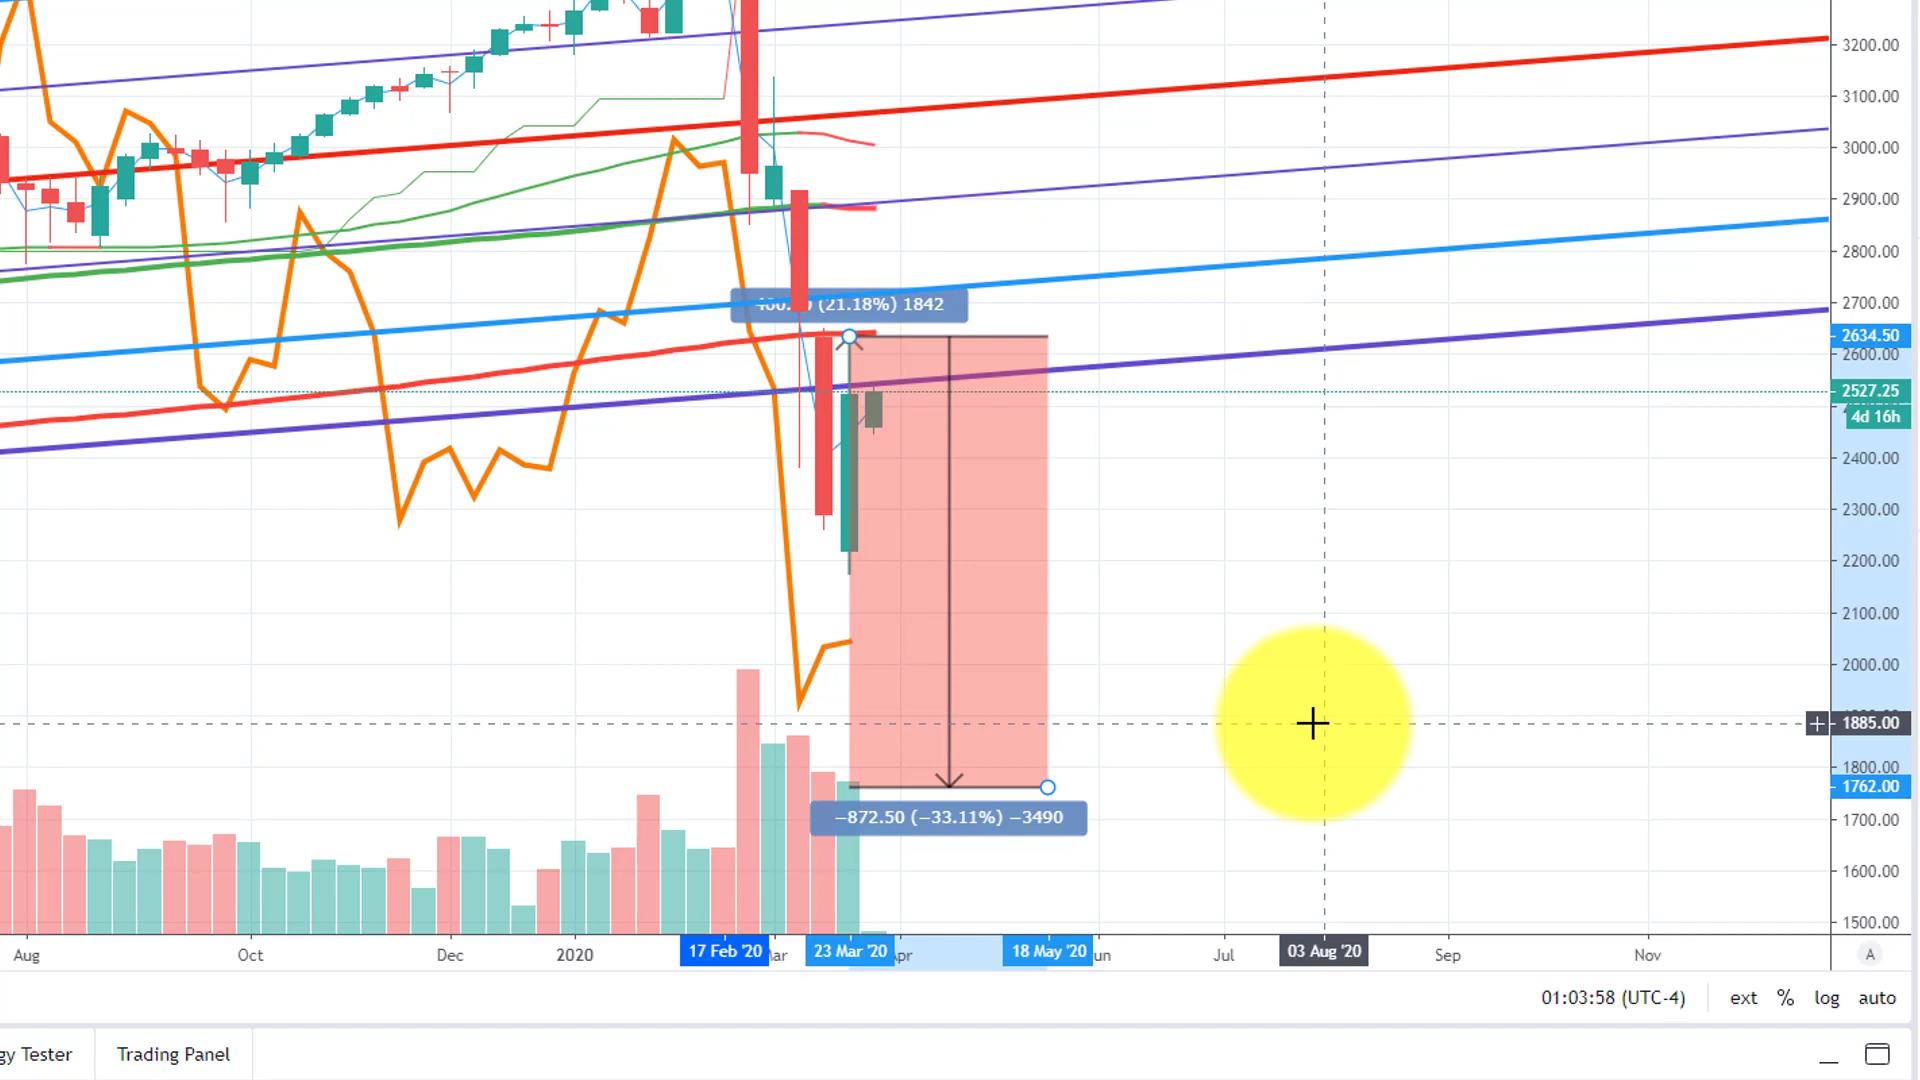 3200.00
3100.00
3000.00
2900.00
2800.00
2700.00
(21.18%) 1842
2634.50
2600.00
2527.25
4d 16h
2400.00
2300.00
2200.00
2100.00
2000.00
1885.00
1800.00
1762.00
−872.50 (−33.11%) −3490
1700.00
1600.00
1500.00
Aug
Oct
Dec
2020
17 Feb '20
23 Mar '20
18 May '20
Jul
03 Aug '20
Sep
Nov
A
01:03:58 (UTC-4)
ext % log auto
gy Tester
Trading Panel